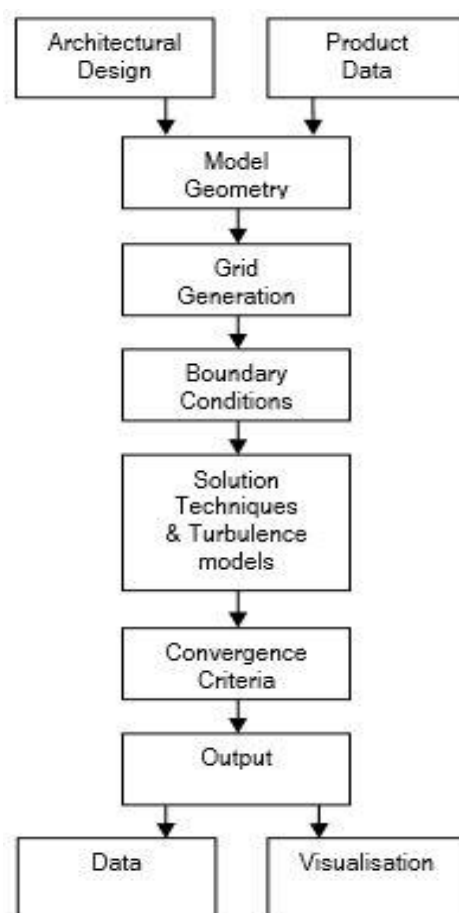 Architectural
Design
Product
Data
Model
Geometry
Grid
Generation
Boundary
Conditions
Solution
Techniques
& Turbulence
models
Convergence
Criteria
Output
Data
Visualisation